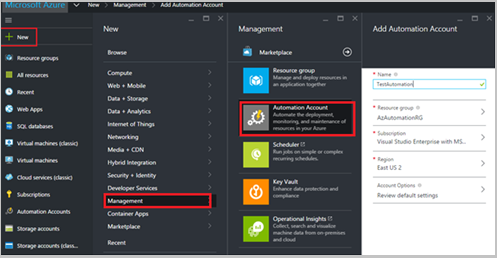 Microsoft Azure
New > Management > Add Automation Account
New
Resource groups
All resources
Recent
Web Apps
SQL databases
Virtual machines (classic)
Virtual machines
Cloud services (classic)
Subscriptions
Automation Accounts
Storage accounts
Storage accounts (classic...
New
Browse
Compute
Web + Mobile
Data + Storage
Data + Analytics
Internet of Things
Networking
Media + CDN
Hybrid Integration
Security + Identity
Developer Services
Management
Container Apps
Marketplace
Recent
Management
Marketplace
Resource group
Manage and deploy resources in
an application together
Automation Account
Automate the deployment,
monitoring, and maintenance of
resources in your Azure
Scheduler
Run jobs on simple or complex
recurring schedules.
Key Vault
Enhance data protection and
compliance
Operational Insights
Collect, search and visualize
machine data from on-premises
and cloud
Add Automation Account
* Name
TestAutomation
* Resource group
AzAutomationRG
* Subscription
Visual Studio Enterprise with MS...
* Region
East US 2
Account Options
Review default settings